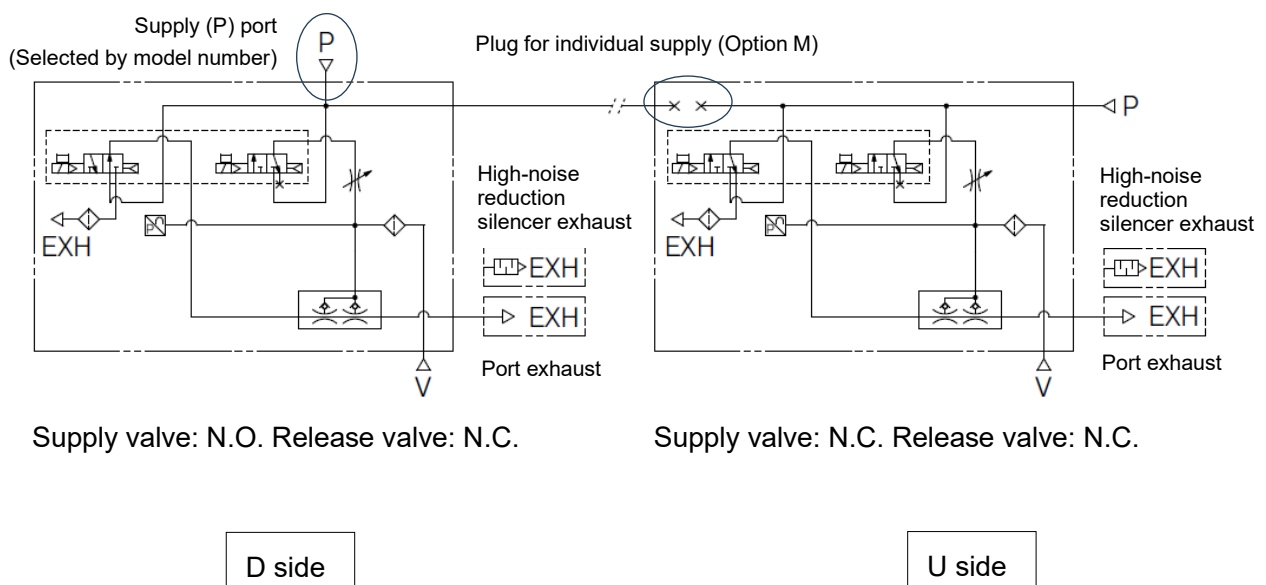 Supply (P) port
(Selected by model number)
P
Plug for individual supply (Option M)
P
EXH
P
High-noise
reduction
silencer exhaust
EXH
EXH
Port exhaust
V
EXH
P
High-noise
reduction
silencer exhaust
EXH
EXH
Port exhaust
V
Supply valve: N.O. Release valve: N.C.
Supply valve: N.C. Release valve: N.C.
D side
U side